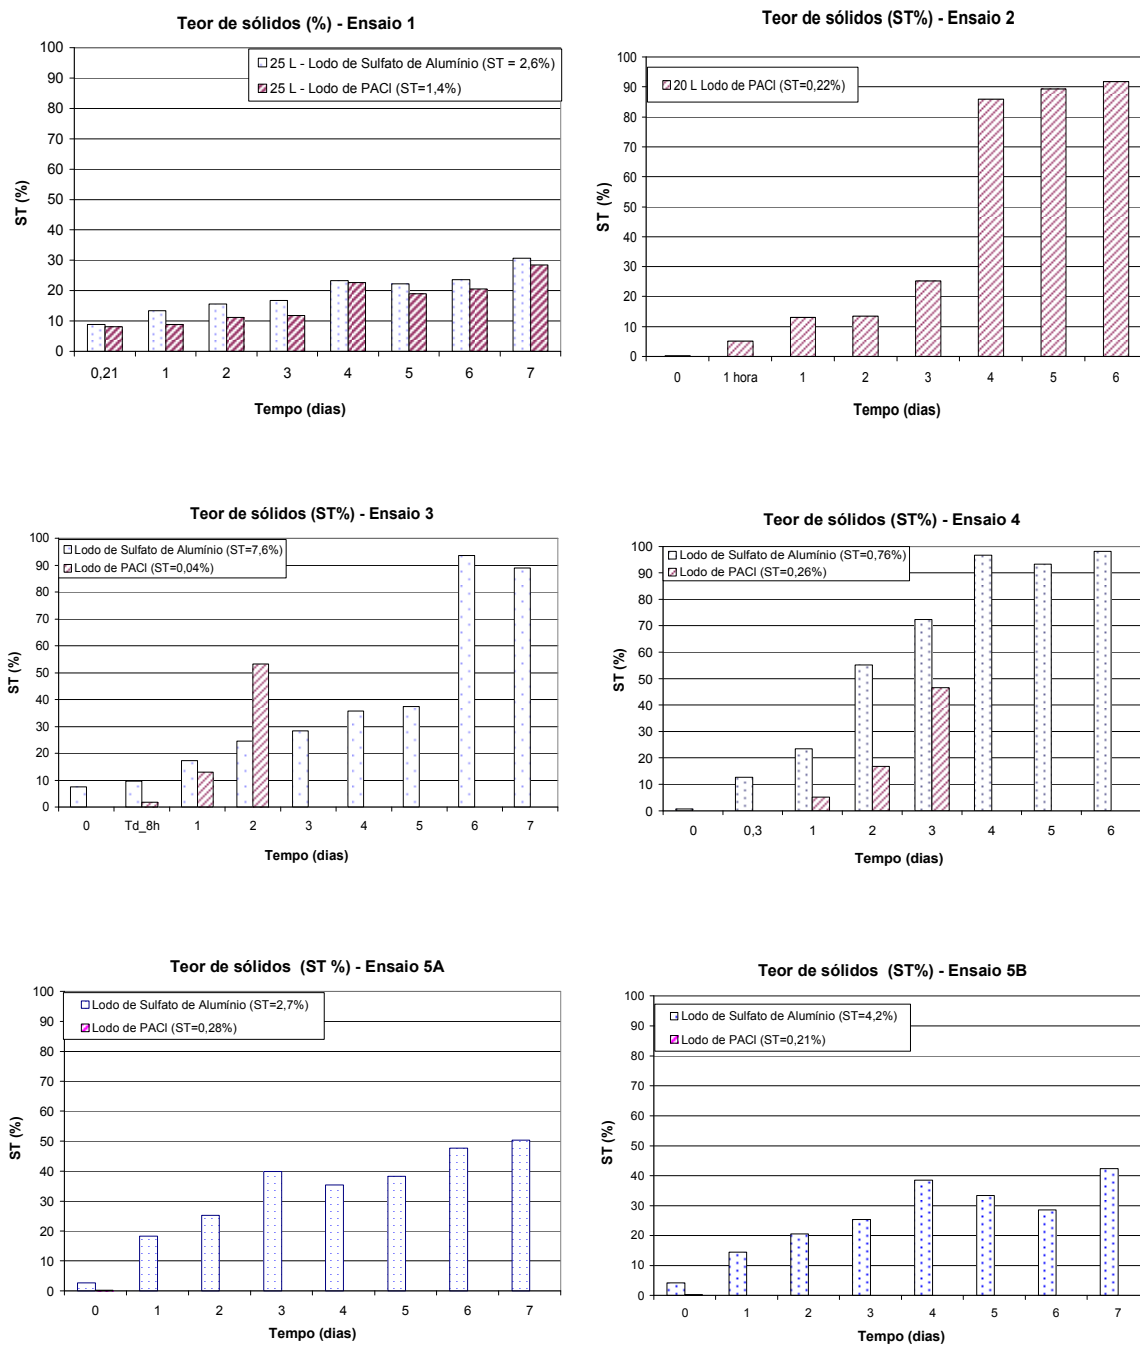 Teor de sólidos (%) - Ensaio 1
25 L - Lodo de Sulfato de Alumínio (ST = 2,6%)
25 L - Lodo de PACl (ST=1,4%)
ST (%)
100
90
80
70
60
50
40
30
20
10
0
0,21 1 2 3 4 5 6 7
Tempo (dias)
Teor de sólidos (ST%) - Ensaio 2
20 L Lodo de PACl (ST=0,22%)
ST (%)
100
90
80
70
60
50
40
30
20
10
0
0 1 hora 1 2 3 4 5 6
Tempo (dias)
Teor de sólidos (ST%) - Ensaio 3
Lodo de Sulfato de Alumínio (ST=7,6%)
Lodo de PACl (ST=0,04%)
ST (%)
100
90
80
70
60
50
40
30
20
10
0
0 Td_8h 1 2 3 4 5 6 7
Tempo (dias)
Teor de sólidos (ST%) - Ensaio 4
Lodo de Sulfato de Alumínio (ST=0,76%)
Lodo de PACl (ST=0,26%)
ST (%)
100
90
80
70
60
50
40
30
20
10
0
0 0,3 1 2 3 4 5 6
Tempo (dias)
Teor de sólidos (ST %) - Ensaio 5A
Lodo de Sulfato de Alumínio (ST=2,7%)
Lodo de PACl (ST=0,28%)
ST (%)
100
90
80
70
60
50
40
30
20
10
0
0 1 2 3 4 5 6 7
Tempo (dias)
Teor de sólidos (ST%) - Ensaio 5B
Lodo de Sulfato de Alumínio (ST=4,2%)
Lodo de PACl (ST=0,21%)
ST (%)
100
90
80
70
60
50
40
30
20
10
0
0 1 2 3 4 5 6 7
Tempo (dias)